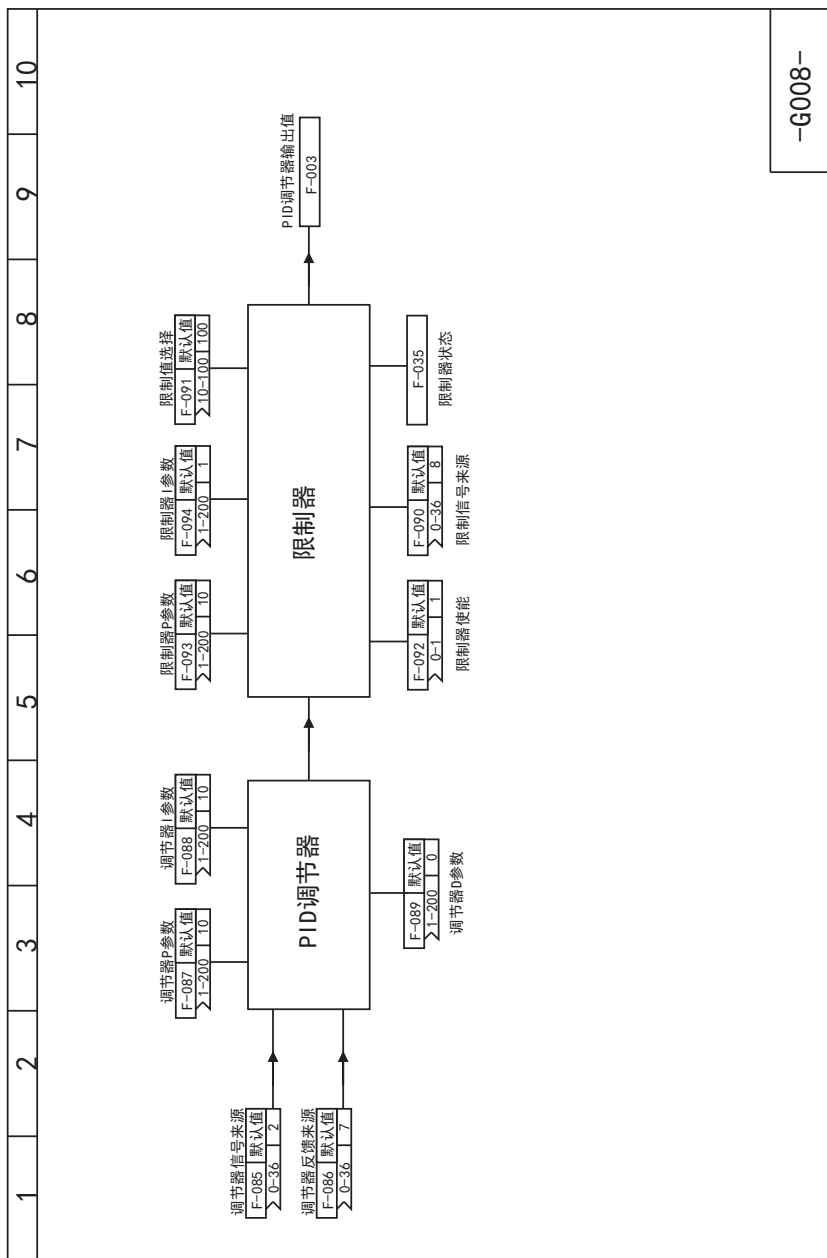 1
2
3
4
5
6
7
8
9
10
调节器信号来源
F-085 默认值
0-36 2
调节器反馈来源
F-086 默认值
0-36 7
调节器P参数
F-087 默认值
1-200 10
调节器I参数
F-088 默认值
1-200 10
PID调节器
F-089 默认值
1-200 0
调节器D参数
限制器P参数
F-093 默认值
1-200 10
限制器I参数
F-094 默认值
1-200 1
限制值选择
F-091 默认值
10-100 100
限制器
F-092 默认值
0-1 1
限制器使能
F-090 默认值
0-36 8
限制信号来源
F-035
限制器状态
PID调节器输出值
F-003
-G008-